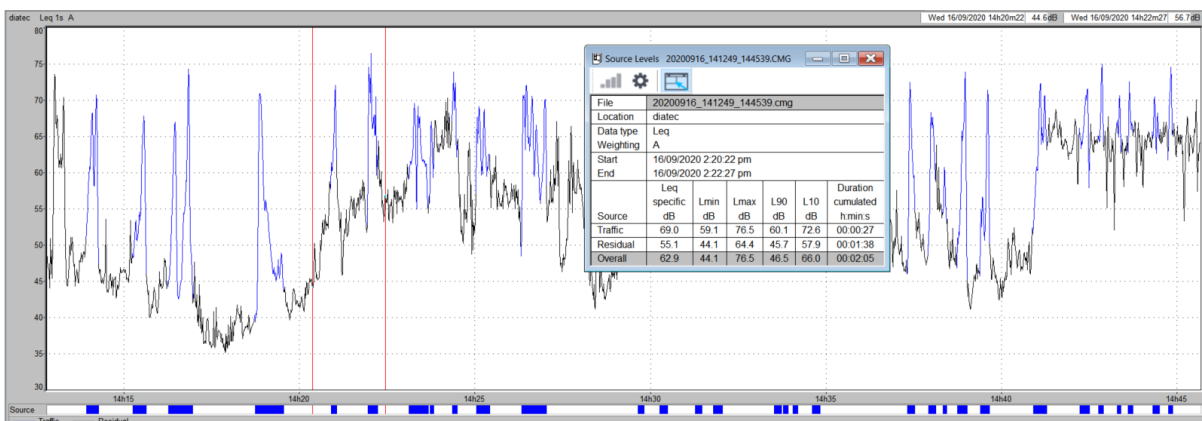 diatec Leq 1s A
Wed 16/09/2020 14h20m22 44.6dB Wed 16/09/2020 14h22m27 56.7dB
80
75
70
65
60
55
50
45
40
35
30
Source Levels 20200916_141249_144539.CMG
File 20200916_141249_144539.cmg
Location diatec
Data type Leq
Weighting A
Start 16/09/2020 2:20:22 pm
End 16/09/2020 2:22:27 pm
Leq Duration
specific Lmin Lmax L90 L10 cumulated
Source dB dB dB dB dB h:min:s
Traffic 69.0 59.1 76.5 60.1 72.6 00:00:27
Residual 55.1 44.1 64.4 45.7 57.9 00:01:38
Overall 62.9 44.1 76.5 46.5 66.0 00:02:05
14h15 14h20 14h25 14h30 14h35 14h40 14h45
Source
Traffic Residual